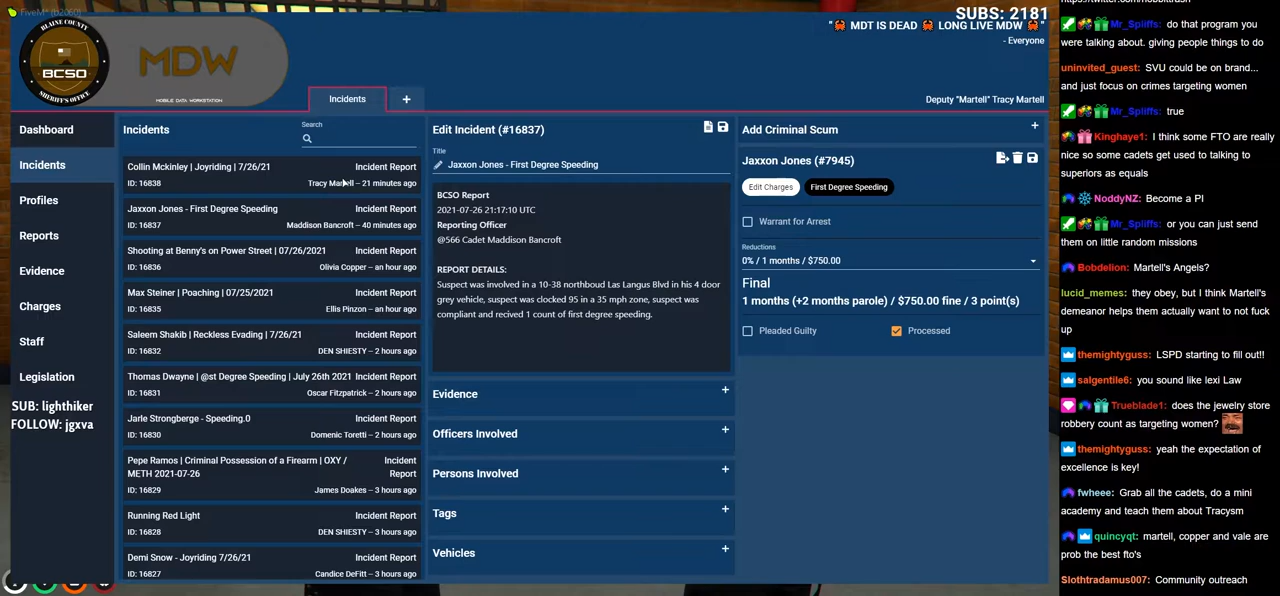 FiveM® (b2060)
BLAINE COUNTY
BCSO
SHERIFF'S OFFICE
MDW
MOBILE DATA WORKSTATION
Incidents
+
SUBS: 2181
" 🦀 MDT IS DEAD 🦀 LONG LIVE MDW 🦀 "
- Everyone
Deputy "Martell" Tracy Martell
Dashboard
Incidents
Profiles
Reports
Evidence
Charges
Staff
Legislation
SUB: lighthiker
FOLLOW: jgxva
Incidents
Search
Collin Mckinley | Joyriding | 7/26/21 Incident Report
ID: 16838 Tracy Martell – 21 minutes ago
Jaxxon Jones - First Degree Speeding Incident Report
ID: 16837 Maddison Bancroft – 40 minutes ago
Shooting at Benny's on Power Street | 07/26/2021 Incident Report
ID: 16836 Olivia Copper – an hour ago
Max Steiner | Poaching | 07/25/2021 Incident Report
ID: 16835 Ellis Pinzon – an hour ago
Saleem Shakib | Reckless Evading | 7/26/21 Incident Report
ID: 16832 DEN SHIESTY – 2 hours ago
Thomas Dwayne | @st Degree Speeding | July 26th 2021 Incident Report
ID: 16831 Oscar Fitzpatrick – 2 hours ago
Jarle Strongberge - Speeding.0 Incident Report
ID: 16830 Domenic Toretti – 2 hours ago
Pepe Ramos | Criminal Possession of a Firearm | OXY / Incident
METH 2021-07-26 Report
ID: 16829 James Doakes – 3 hours ago
Running Red Light Incident Report
ID: 16828 DEN SHIESTY – 3 hours ago
Demi Snow - Joyriding 7/26/21 Incident Report
ID: 16827 Candice DeFitt – 3 hours ago
Edit Incident (#16837)
Title
Jaxxon Jones - First Degree Speeding
BCSO Report
2021-07-26 21:17:10 UTC
Reporting Officer
@566 Cadet Maddison Bancroft
REPORT DETAILS:
Suspect was involved in a 10-38 northboud Las Langus Blvd in his 4 door
grey vehicle, suspect was clocked 95 in a 35 mph zone, suspect was
compliant and recived 1 count of first degree speeding.
Evidence +
Officers Involved +
Persons Involved +
Tags +
Vehicles +
Add Criminal Scum +
Jaxxon Jones (#7945)
Edit Charges First Degree Speeding
Warrant for Arrest
Reductions
0% / 1 months / $750.00
Final
1 months (+2 months parole) / $750.00 fine / 3 point(s)
Pleaded Guilty Processed
Mr_Spliffs: do that program you
were talking about. giving people things to
do
uninvited_guest: SVU could be on brand...
and just focus on crimes targeting women
Mr_Spliffs: true
Kinghaye1: I think some FTO are really
nice so some cadets get used to talking to
superiors as equals
NoddyNZ: Become a PI
Mr_Spliffs: or you can just send
them on little random missions
Bobdelion: Martell's Angels?
lucid_memes: they obey, but I think Martell's
demeanor helps them actually want to not fuck
up
themightyguss: LSPD starting to fill out!!
salgentile6: you sound like lexi Law
Trueblade1: does the jewelry store
robbery count as targeting women?
themightyguss: yeah the expectation of
excellence is key!
fwheee: Grab all the cadets, do a mini
academy and teach them about Tracysm
quincyqt: martell, copper and vale are
prob the best fto's
Slothtradamus007: Community outreach